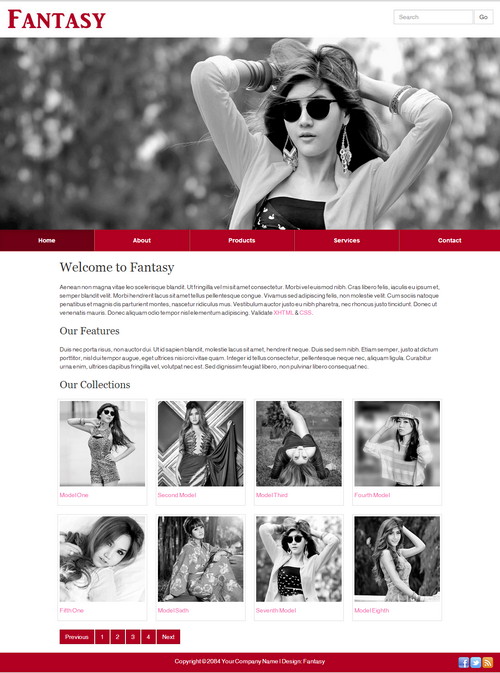 FANTASY
Search
Go
Home
About
Products
Services
Contact
Welcome to Fantasy
Aenean non magna vitae leo scelerisque blandit. Ut fringilla vel mi sit amet consectetur. Morbi vel euismod nibh. Cras libero felis, iaculis eu ipsum et,
semper blandit velit. Morbi hendrerit lacus sit amet tellus pellentesque congue. Vivamus sed adipiscing felis, non molestie velit. Cum sociis natoque
penatibus et magnis dis parturient montes, nascetur ridiculus mus. Vestibulum auctor justo eu nibh pharetra, nec rhoncus justo tincidunt. Donec ut
venenatis mauris. Donec aliquam odio tempor nisl elementum adipiscing. Validate XHTML & CSS.
Our Features
Duis nec porta risus, non auctor dui. Ut id sapien blandit, molestie lacus sit amet, hendrerit neque. Duis sed sem nibh. Etiam semper, justo at dictum
porttitor, nisl dui tempor augue, eget ultrices nisi orci vitae quam. Integer id tellus consectetur, pellentesque neque nec, aliquam ligula. Curabitur
urna enim, ultrices dapibus fringilla vel, volutpat nec est. Sed dignissim feugiat libero, non pulvinar libero consequat nec.
Our Collections
Model One
Second Model
Model Third
Fourth Model
Fifth One
Model Sixth
Seventh Model
Model Eighth
Previous
1
2
3
4
Next
Copyright © 2084 Your Company Name | Design: Fantasy